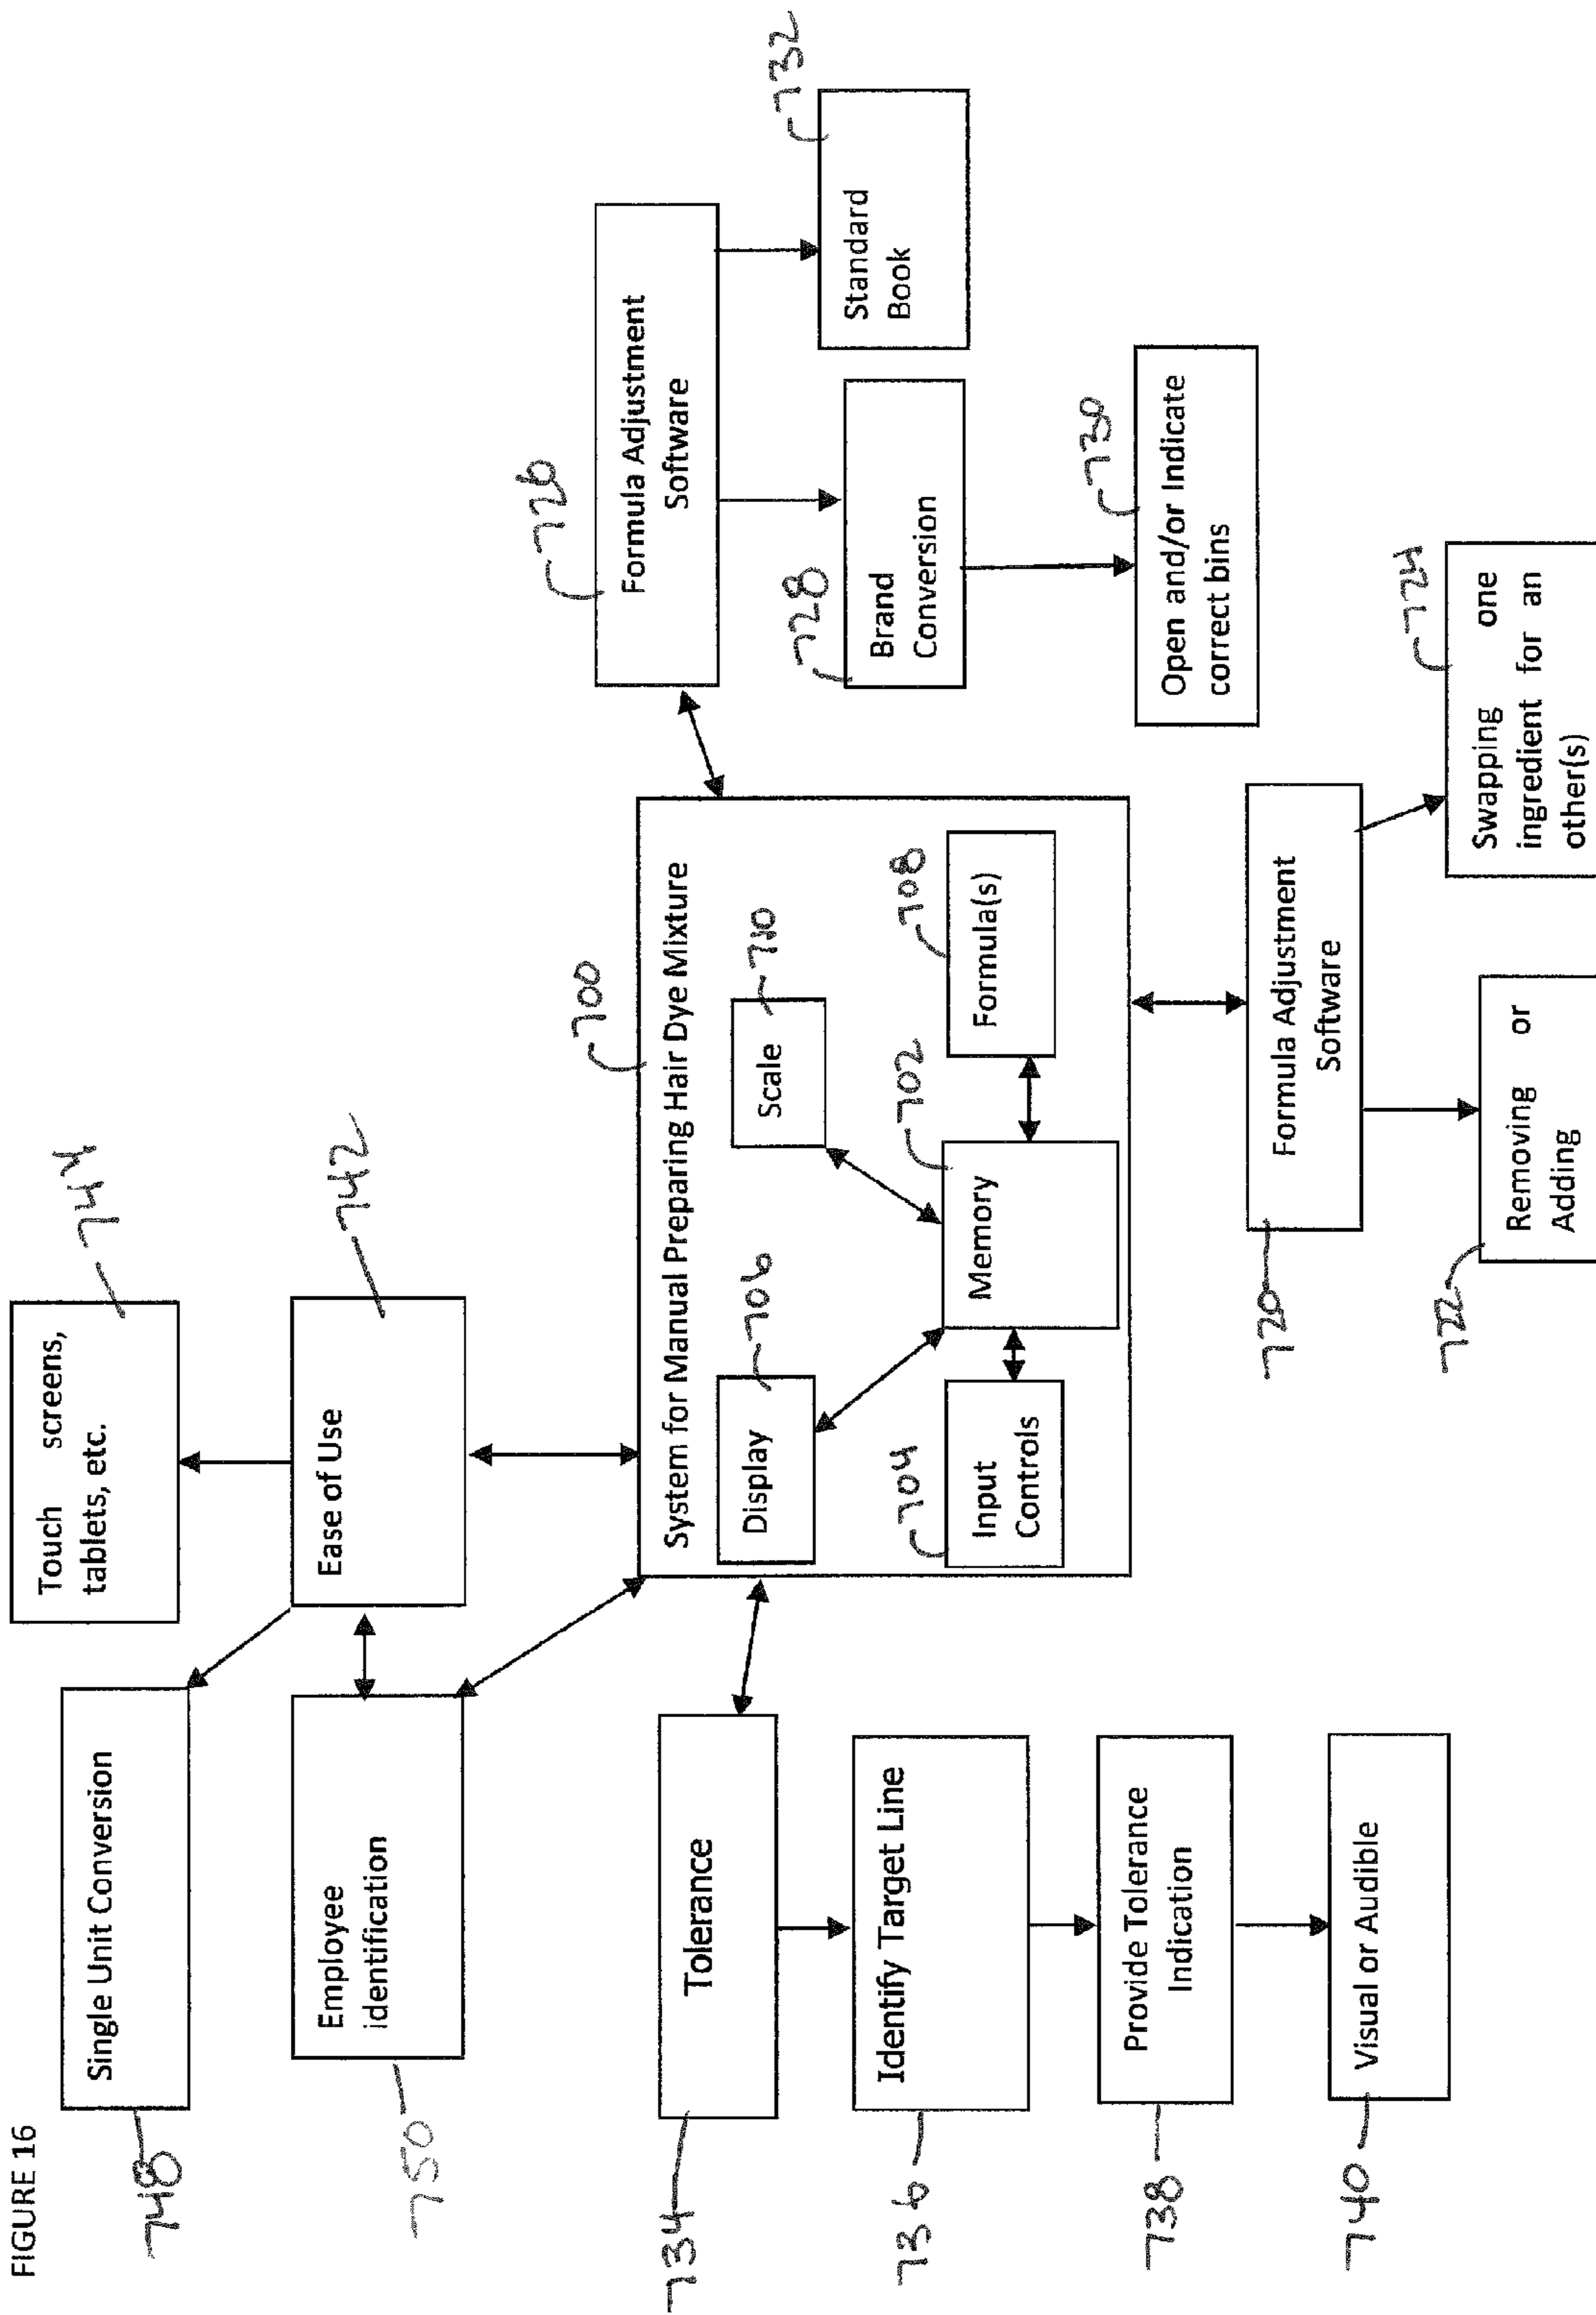 FIGURE 16
748
Single Unit Conversion
Touch screens,
tablets, etc.
744
750
Employee
identification
Ease of Use
742
700
System for Manual Preparing Hair Dye Mixture
Display
706
Scale
710
704
Input
Controls
Memory
702
Formula(s)
708
726
Formula Adjustment
Software
728
Brand
Conversion
Standard
Book
732
730
Open and/or Indicate
correct bins
734
Tolerance
736
Identify Target Line
738
Provide Tolerance
Indication
740
Visual or Audible
720
Formula Adjustment
Software
722
Removing or
Adding
724
Swapping one
ingredient for an
other(s)